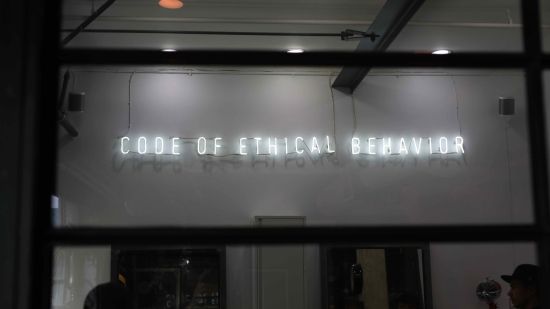 CODE OF ETHICAL BEHAVIOR